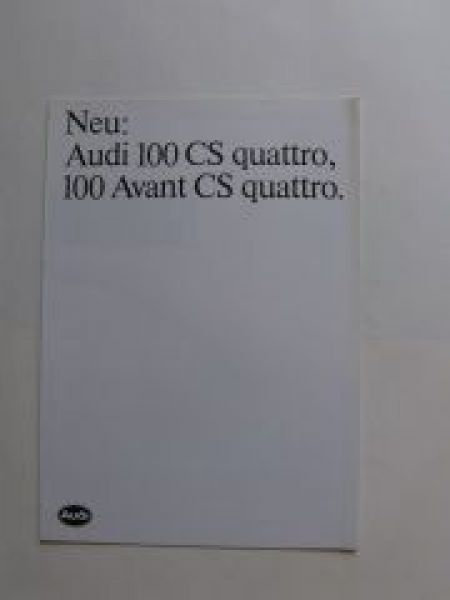 Neu:
Audi 100 CS quattro,
100 Avant CS quattro.
Audi